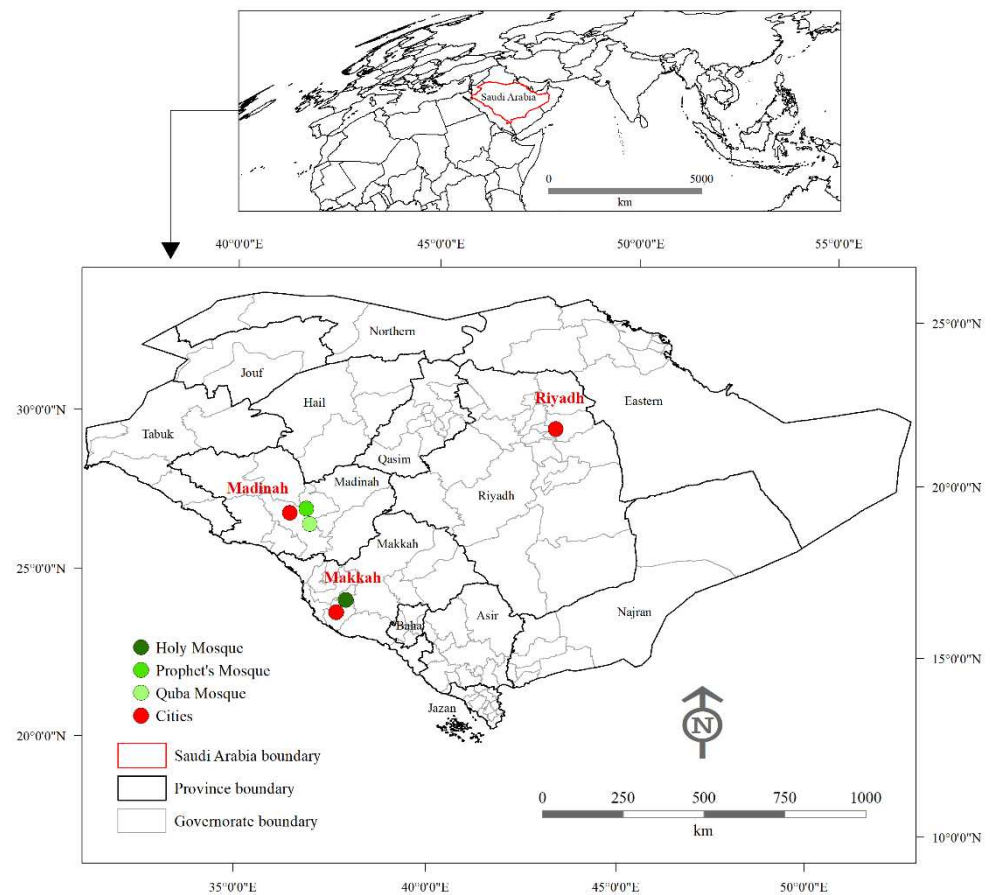 Saudi Arabia
0 5000
km
40°0'0"E 45°0'0"E 50°0'0"E 55°0'0"E
Northern
25°0'0"N
Jouf
Hail
Riyadh
Eastern
30°0'0"N
Tabuk
Qasim
Madinah
Madinah
Riyadh
20°0'0"N
Makkah
25°0'0"N
Makkah
Baha
Asir
Najran
Holy Mosque
Prophet's Mosque
Quba Mosque
Cities
15°0'0"N
Jazan
20°0'0"N
N
Saudi Arabia boundary
Province boundary
Governorate boundary
0 250 500 750 1000
km
10°0'0"N
35°0'0"E 40°0'0"E 45°0'0"E 50°0'0"E